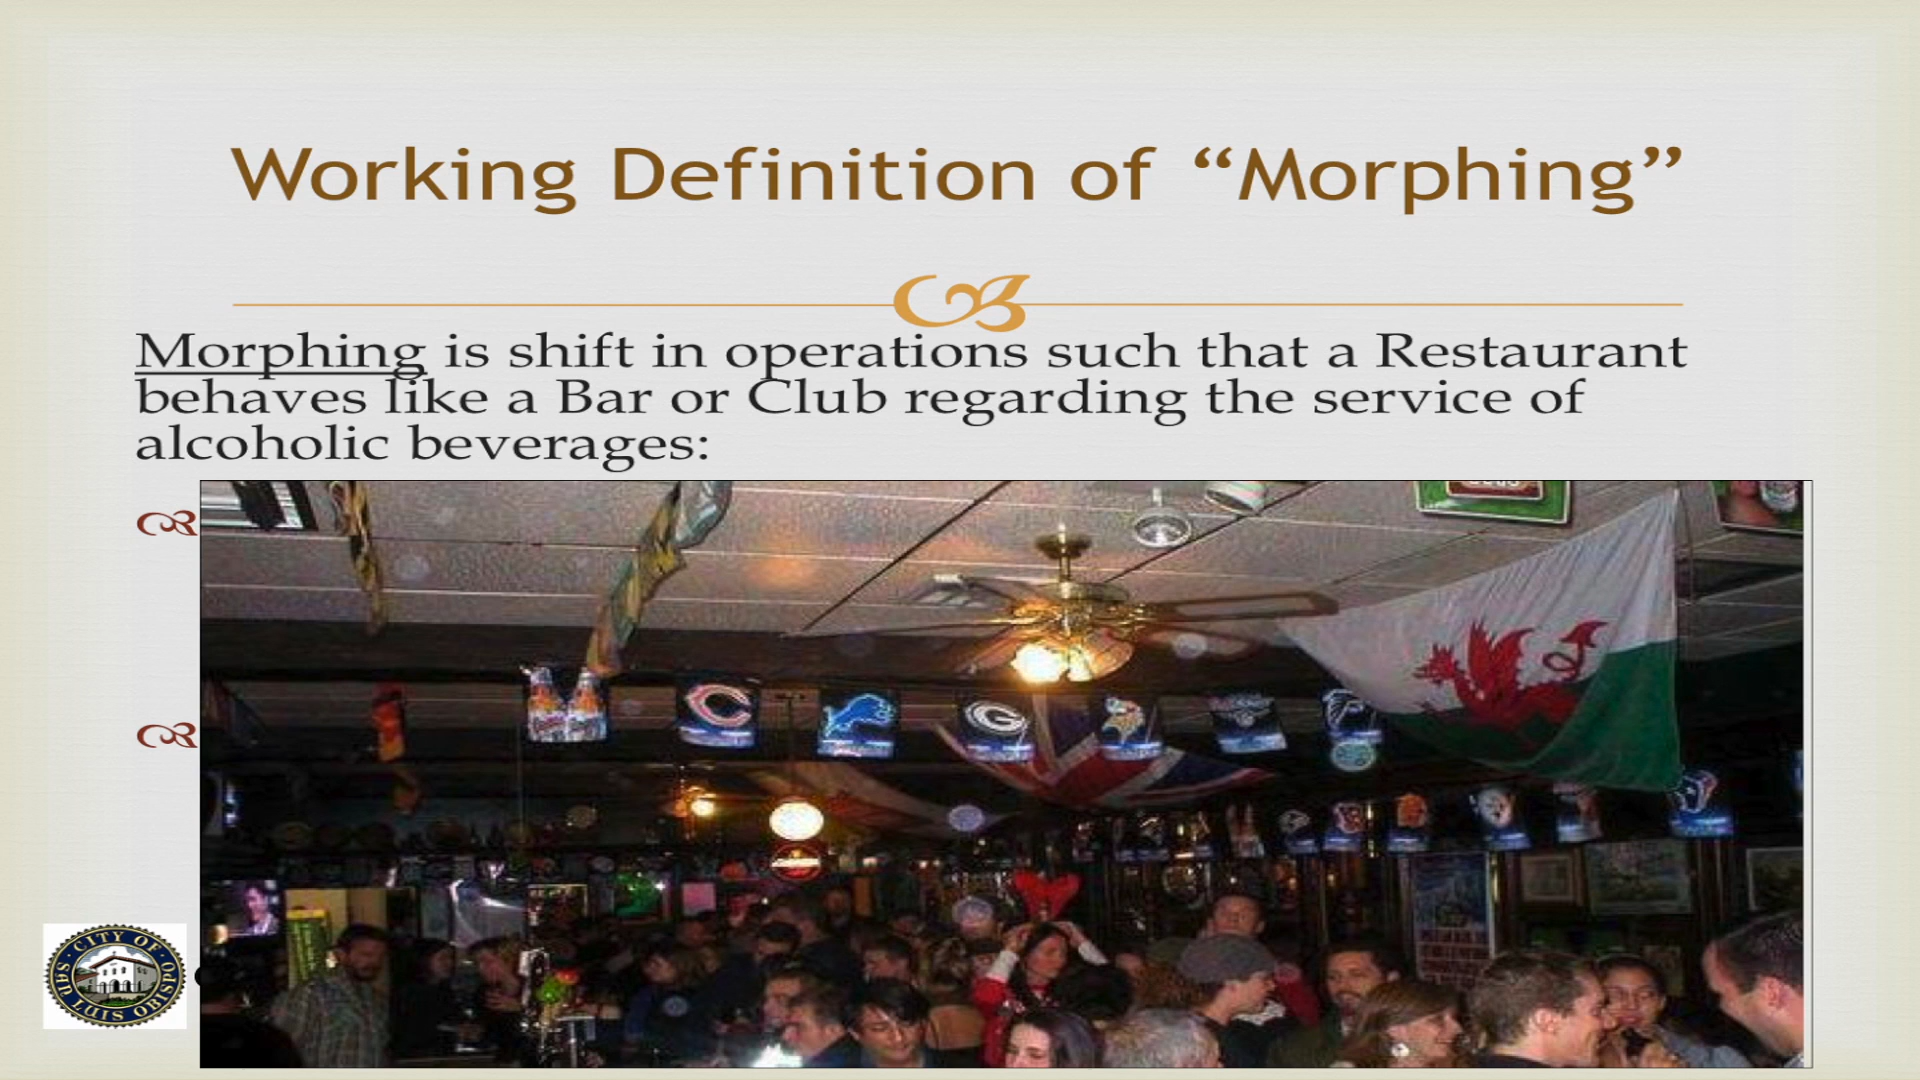 Working Definition of “Morphing”
Morphing is shift in operations such that a Restaurant
behaves like a Bar or Club regarding the service of
alcoholic beverages:
CITY OF
SAN LUIS OBISPO